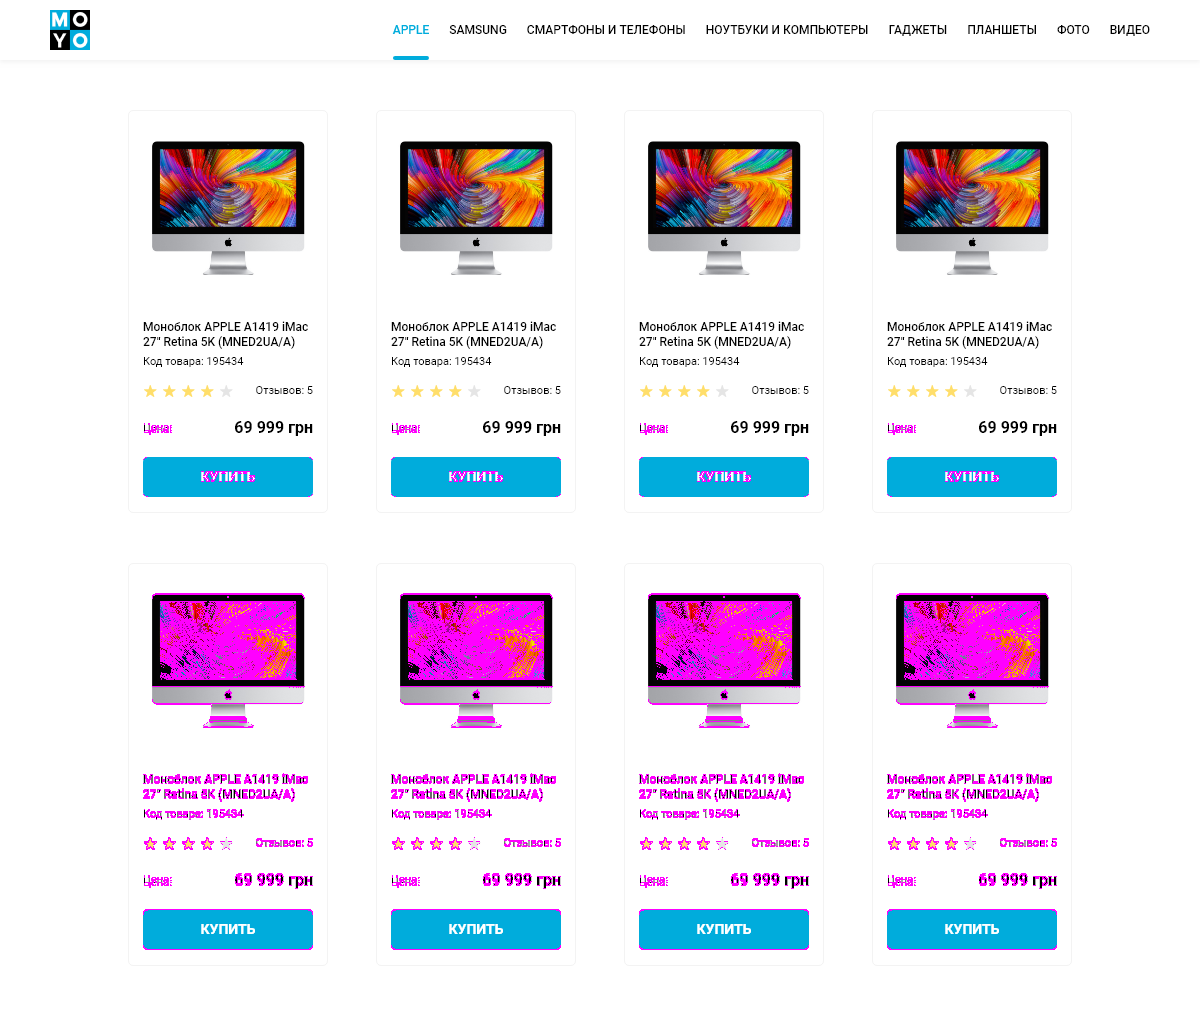 MO
YO
APPLE SAMSUNG СМАРТФОНЫ И ТЕЛЕФОНЫ НОУТБУКИ И КОМПЬЮТЕРЫ ГАДЖЕТЫ ПЛАНШЕТЫ ФОТО ВИДЕО
Моноблок APPLE A1419 iMac Моноблок APPLE A1419 iMac Моноблок APPLE A1419 iMac Моноблок APPLE A1419 iMac
27" Retina 5K (MNED2UA/A) 27" Retina 5K (MNED2UA/A) 27" Retina 5K (MNED2UA/A) 27" Retina 5K (MNED2UA/A)
Код товара: 195434 Код товара: 195434 Код товара: 195434 Код товара: 195434
Отзывов: 5 Отзывов: 5 Отзывов: 5 Отзывов: 5
Цена: 69 999 грн Цена: 69 999 грн Цена: 69 999 грн Цена: 69 999 грн
КУПИТЬ КУПИТЬ КУПИТЬ КУПИТЬ
Моноблок APPLE A1419 iMac Моноблок APPLE A1419 iMac Моноблок APPLE A1419 iMac Моноблок APPLE A1419 iMac
27" Retina 5K (MNED2UA/A) 27" Retina 5K (MNED2UA/A) 27" Retina 5K (MNED2UA/A) 27" Retina 5K (MNED2UA/A)
Код товара: 195434 Код товара: 195434 Код товара: 195434 Код товара: 195434
Отзывов: 5 Отзывов: 5 Отзывов: 5 Отзывов: 5
Цена: 69 999 грн Цена: 69 999 грн Цена: 69 999 грн Цена: 69 999 грн
КУПИТЬ КУПИТЬ КУПИТЬ КУПИТЬ